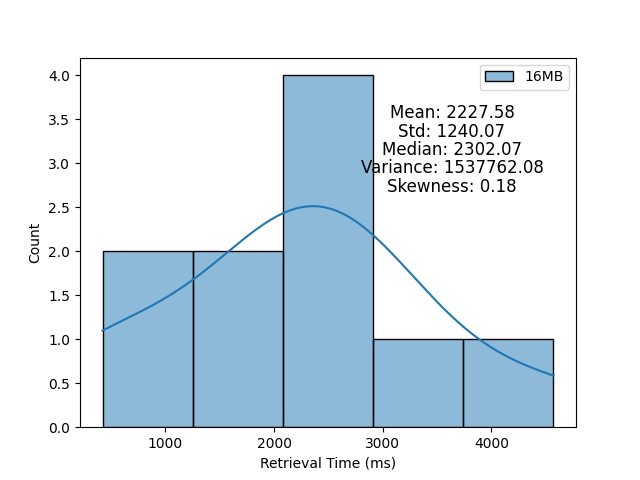 16MB
Mean: 2227.58
Std: 1240.07
Median: 2302.07
Variance: 1537762.08
Skewness: 0.18
4.0
3.5
3.0
2.5
2.0
1.5
1.0
0.5
0.0
Count
1000 2000 3000 4000
Retrieval Time (ms)